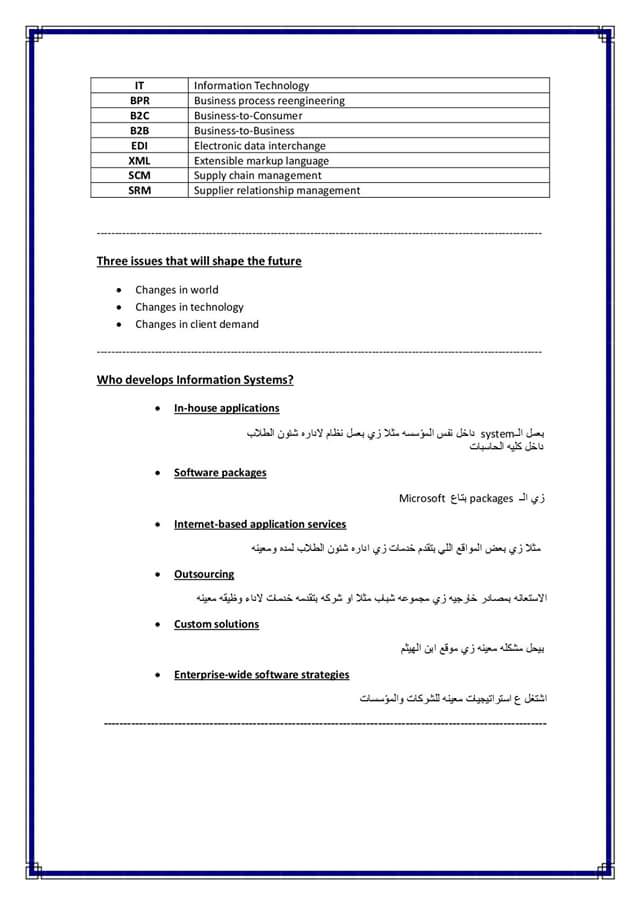 IT Information Technology
BPR Business process reengineering
B2C Business-to-Consumer
B2B Business-to-Business
EDI Electronic data interchange
XML Extensible markup language
SCM Supply chain management
SRM Supplier relationship management
Three issues that will shape the future
• Changes in world
• Changes in technology
• Changes in client demand
Who develops Information Systems?
• In-house applications
بعمل الـsystem داخل نفس المؤسسه مثلا زي بعمل نظام لاداره شئون الطلاب
داخل كليه الحاسبات
• Software packages
زي الـ packages بتاع Microsoft
• Internet-based application services
مثلا زي بعض المواقع اللي بتقدم خدمات زي اداره شئون الطلاب لمده ومعينه
• Outsourcing
الاستعانه بمصادر خارجيه زي مجموعه شباب مثلا او شركه بتقدمه خدمات لاداء وظيفه معينه
• Custom solutions
بيحل مشكله معينه زي موقع ابن الهيثم
• Enterprise-wide software strategies
اشتغل ع استراتيجيات معينه للشركات والمؤسسات